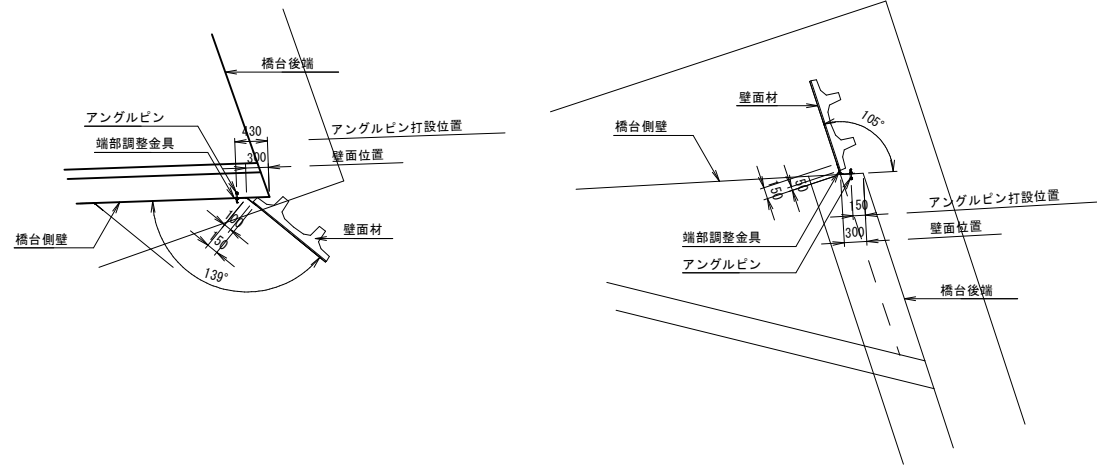 橋台後端
アングルピン
430
アングルピン打設位置
端部調整金具
300
壁面位置
100
150
橋台側壁
壁面材
139°
壁面材
105°
橋台側壁
50
150
150
アングルピン打設位置
端部調整金具
300
壁面位置
アングルピン
橋台後端